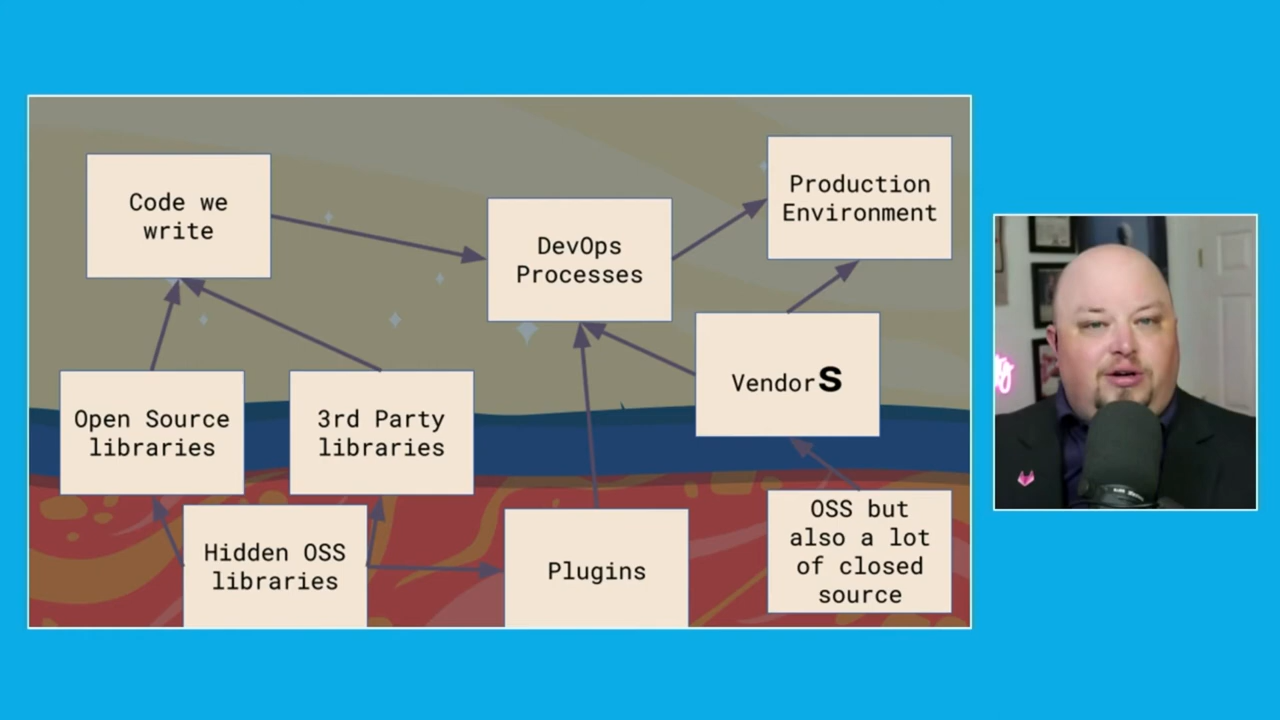 Code we
write
DevOps
Processes
Production
Environment
Open Source
libraries
3rd Party
libraries
Vendors
Hidden OSS
libraries
Plugins
OSS but
also a lot
of closed
source